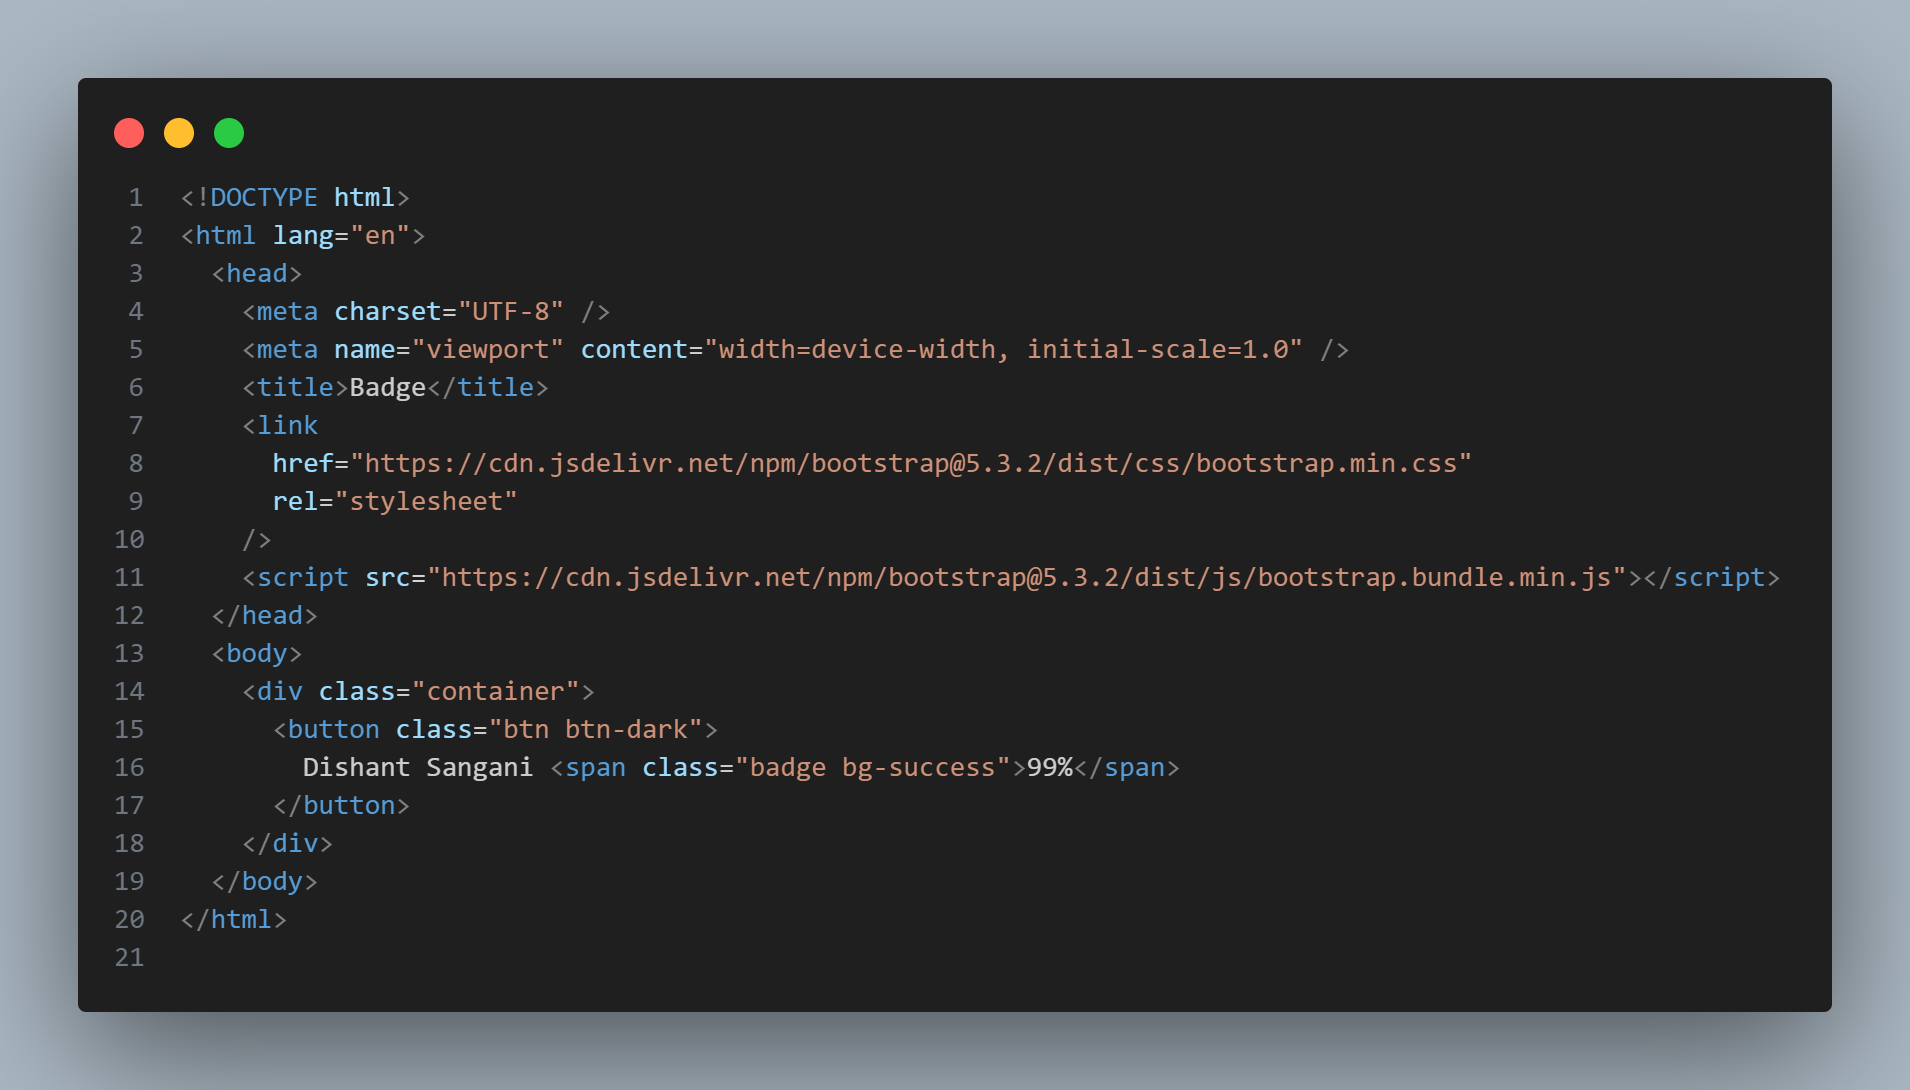 1 <!DOCTYPE html>
2 <html lang="en">
3   <head>
4     <meta charset="UTF-8" />
5     <meta name="viewport" content="width=device-width, initial-scale=1.0" />
6     <title>Badge</title>
7     <link
8       href="https://cdn.jsdelivr.net/npm/bootstrap@5.3.2/dist/css/bootstrap.min.css"
9       rel="stylesheet"
10     />
11     <script src="https://cdn.jsdelivr.net/npm/bootstrap@5.3.2/dist/js/bootstrap.bundle.min.js"></script>
12   </head>
13   <body>
14     <div class="container">
15       <button class="btn btn-dark">
16         Dishant Sangani <span class="badge bg-success">99%</span>
17       </button>
18     </div>
19   </body>
20 </html>
21